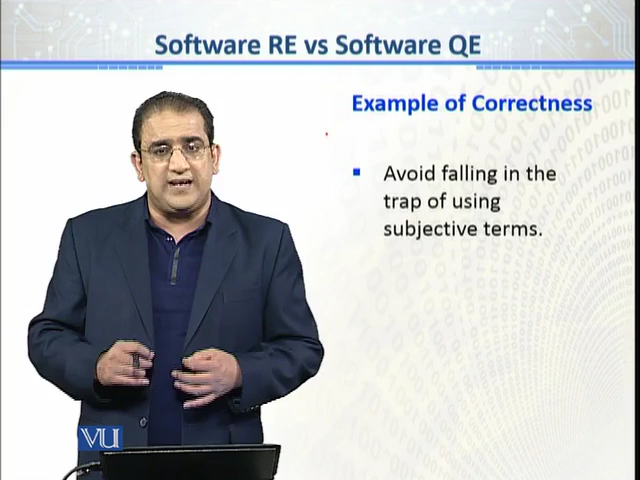 Software RE vs Software QE
Example of Correctness
Avoid falling in the
trap of using
subjective terms.
VU